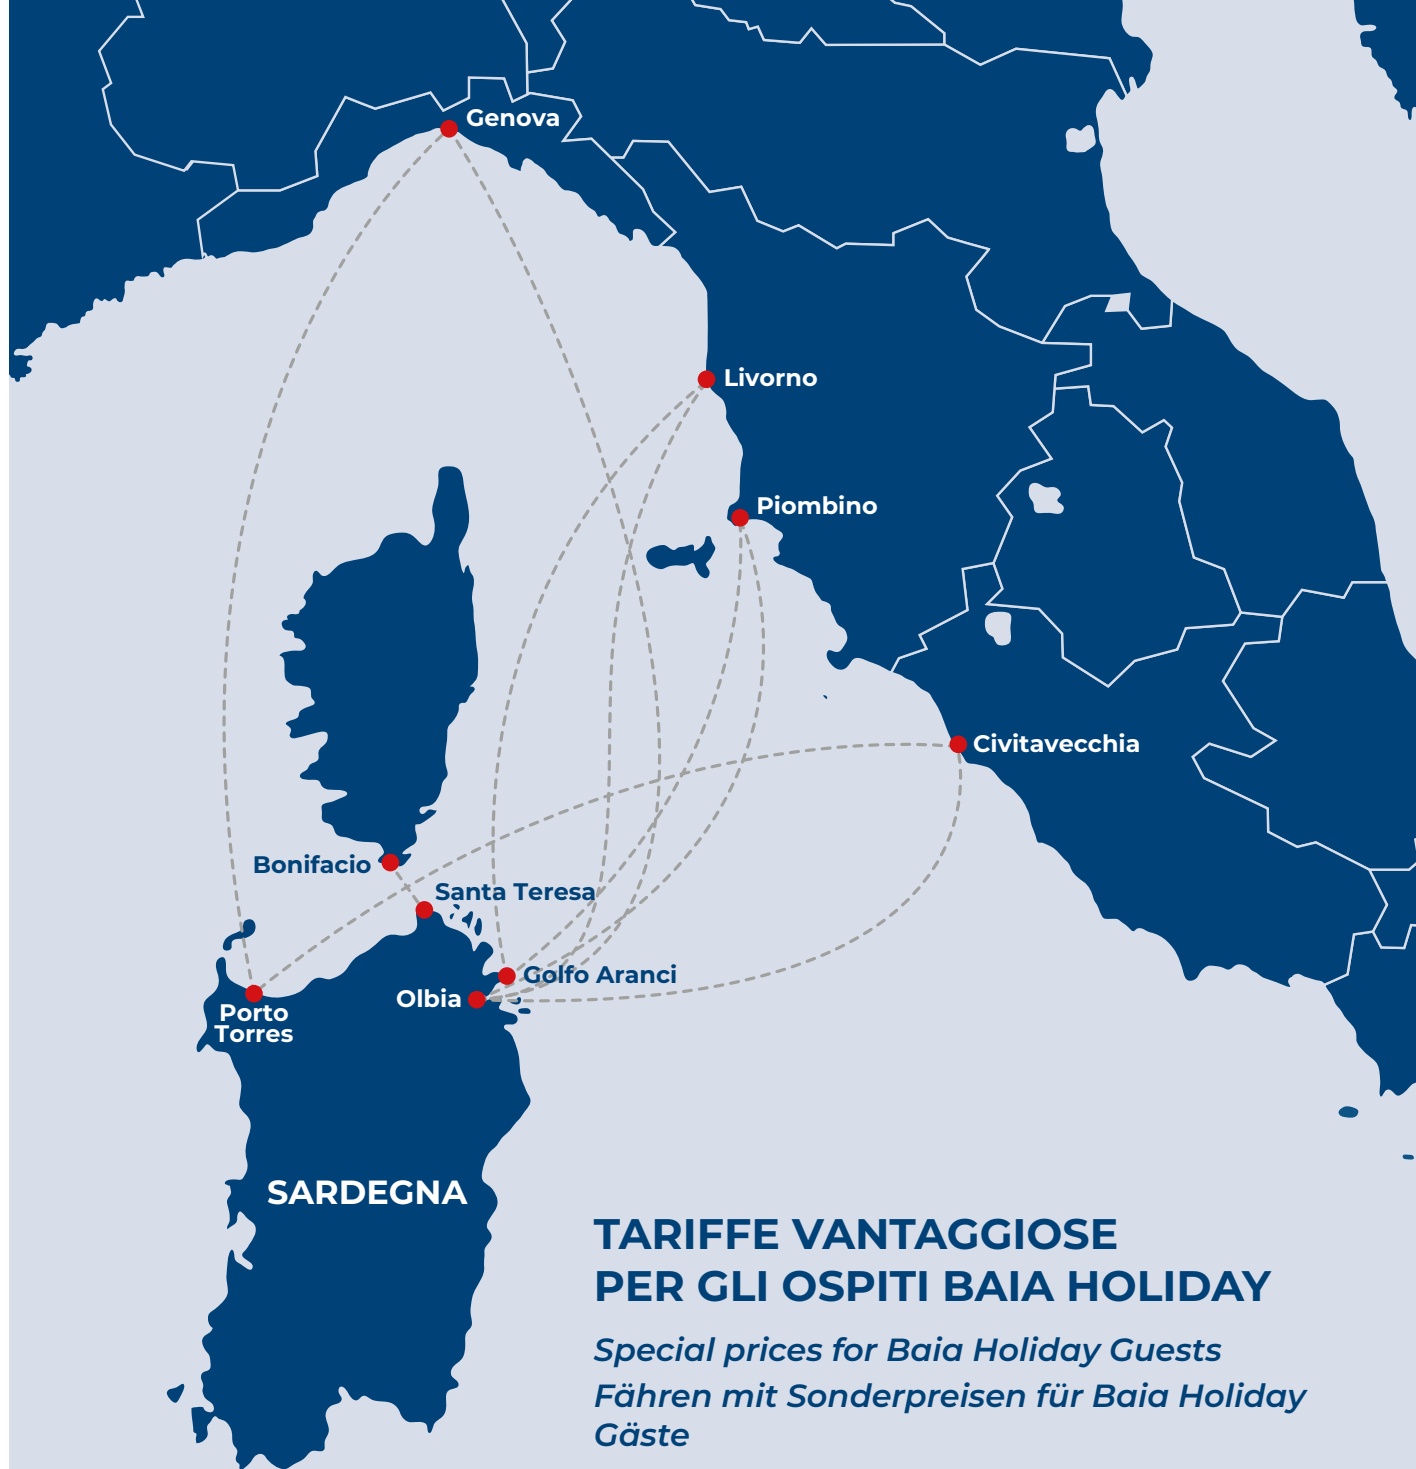 Genova
Livorno
Piombino
Civitavecchia
Bonifacio
Santa Teresa
Golfo Aranci
Olbia
Porto
Torres
SARDEGNA
TARIFFE VANTAGGIOSE
PER GLI OSPITI BAIA HOLIDAY
Special prices for Baia Holiday Guests
Fähren mit Sonderpreisen für Baia Holiday
Gäste